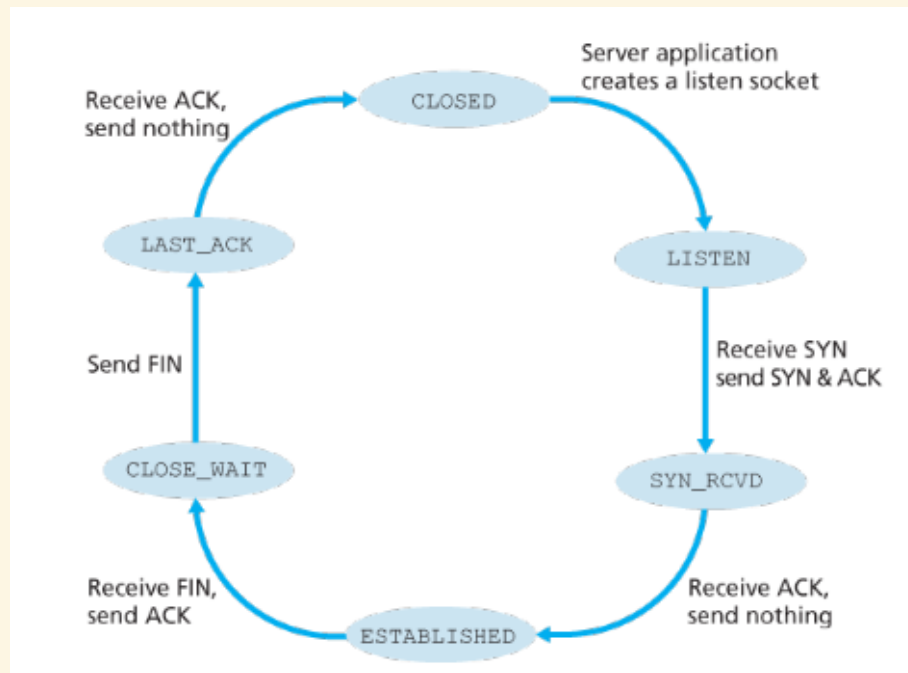 Server application
creates a listen socket
Receive ACK,
send nothing
CLOSED
LAST_ACK
LISTEN
Receive SYN
send SYN & ACK
Send FIN
CLOSE_WAIT
SYN_RCVD
Receive FIN,
send ACK
Receive ACK,
send nothing
ESTABLISHED